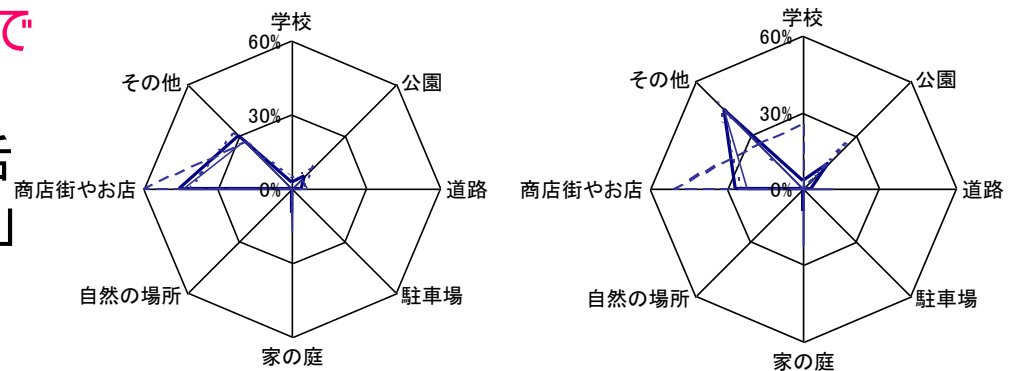 で
活
」
学校
60%
その他
公園
30%
商店街やお店
0%
道路
自然の場所
駐車場
家の庭
学校
60%
その他
公園
30%
商店街やお店
0%
道路
自然の場所
駐車場
家の庭